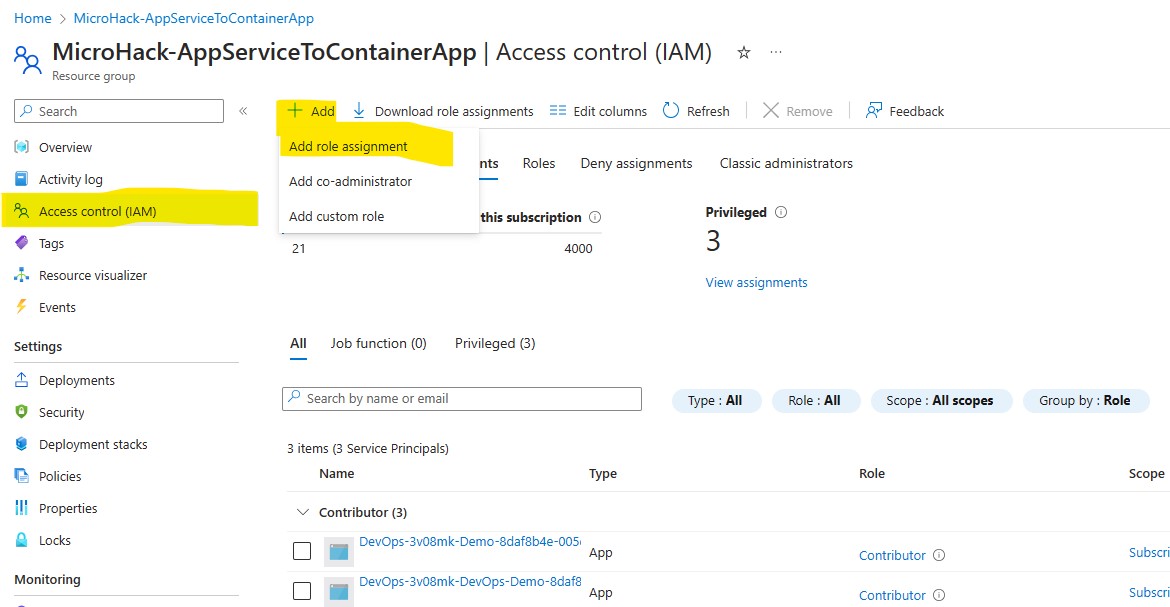 Home > MicroHack-AppServiceToContainerApp
MicroHack-AppServiceToContainerApp | Access control (IAM)
Resource group
Search
Overview
Activity log
Access control (IAM)
Tags
Resource visualizer
Events
Settings
Deployments
Security
Deployment stacks
Policies
Properties
Locks
Monitoring
+ Add Download role assignments Edit columns Refresh Remove Feedback
Add role assignment
Add co-administrator
Add custom role
nts Roles Deny assignments Classic administrators
this subscription
21 4000
Privileged
3
View assignments
All Job function (0) Privileged (3)
Search by name or email
Type : All Role : All Scope : All scopes Group by : Role
3 items (3 Service Principals)
Name Type Role Scope
Contributor (3)
DevOps-3v08mk-Demo-8daf8b4e-005 App Contributor Subscri
DevOps-3v08mk-DevOps-Demo-8daf8 App Contributor Subscri